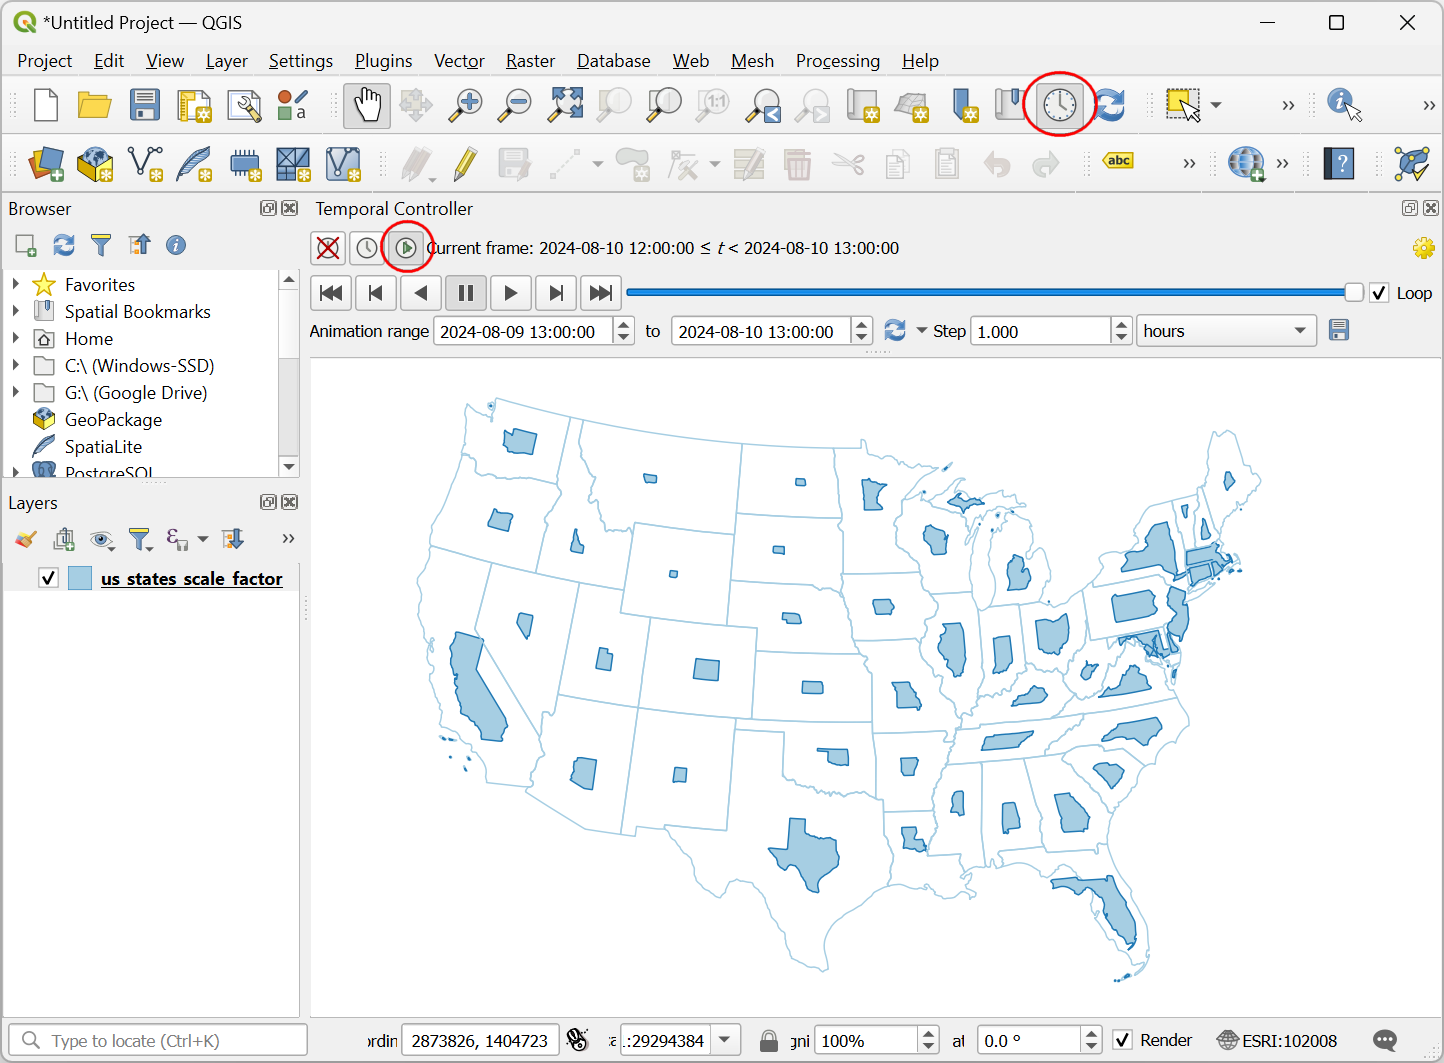 *Untitled Project — QGIS
Project Edit View Layer Settings Plugins Vector Raster Database Web Mesh Processing Help
a
1:1
abc
?
Browser
Temporal Controller
Current frame: 2024-08-10 12:00:00 ≤ t < 2024-08-10 13:00:00
Favorites
Spatial Bookmarks
Home
C:\ (Windows-SSD)
G:\ (Google Drive)
GeoPackage
SpatiaLite
PostgreSQL
Loop
Animation range 2024-08-09 13:00:00 to 2024-08-10 13:00:00 Step 1.000 hours
Layers
us_states_scale_factor
Type to locate (Ctrl+K)
ordin 2873826, 1404723 .:29294384 gni 100% at 0.0 ° Render ESRI:102008